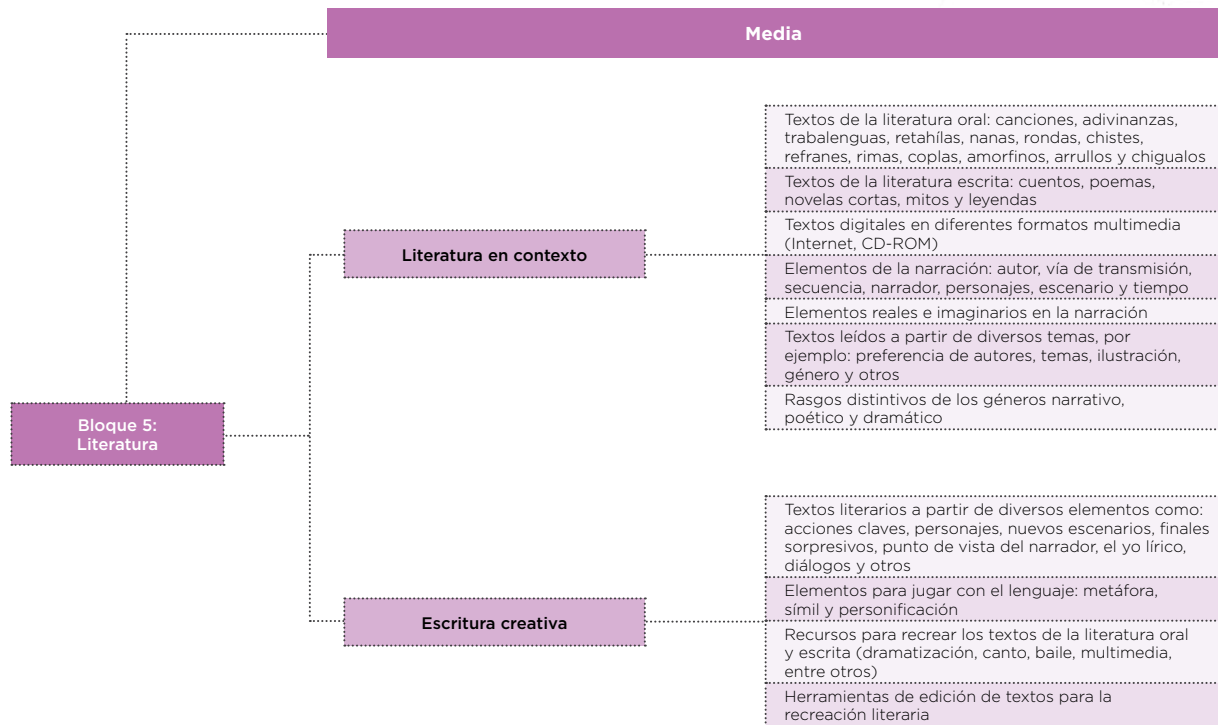 Media
Bloque 5:
Literatura
Literatura en contexto
Textos de la literatura oral: canciones, adivinanzas,
trabalenguas, retahílas, nanas, rondas, chistes,
refranes, rimas, coplas, amorfinos, arrullos y chigualos
Textos de la literatura escrita: cuentos, poemas,
novelas cortas, mitos y leyendas
Textos digitales en diferentes formatos multimedia
(Internet, CD-ROM)
Elementos de la narración: autor, vía de transmisión,
secuencia, narrador, personajes, escenario y tiempo
Elementos reales e imaginarios en la narración
Textos leídos a partir de diversos temas, por
ejemplo: preferencia de autores, temas, ilustración,
género y otros
Rasgos distintivos de los géneros narrativo,
poético y dramático
Escritura creativa
Textos literarios a partir de diversos elementos como:
acciones claves, personajes, nuevos escenarios, finales
sorpresivos, punto de vista del narrador, el yo lírico,
diálogos y otros
Elementos para jugar con el lenguaje: metáfora,
símil y personificación
Recursos para recrear los textos de la literatura oral
y escrita (dramatización, canto, baile, multimedia,
entre otros)
Herramientas de edición de textos para la
recreación literaria